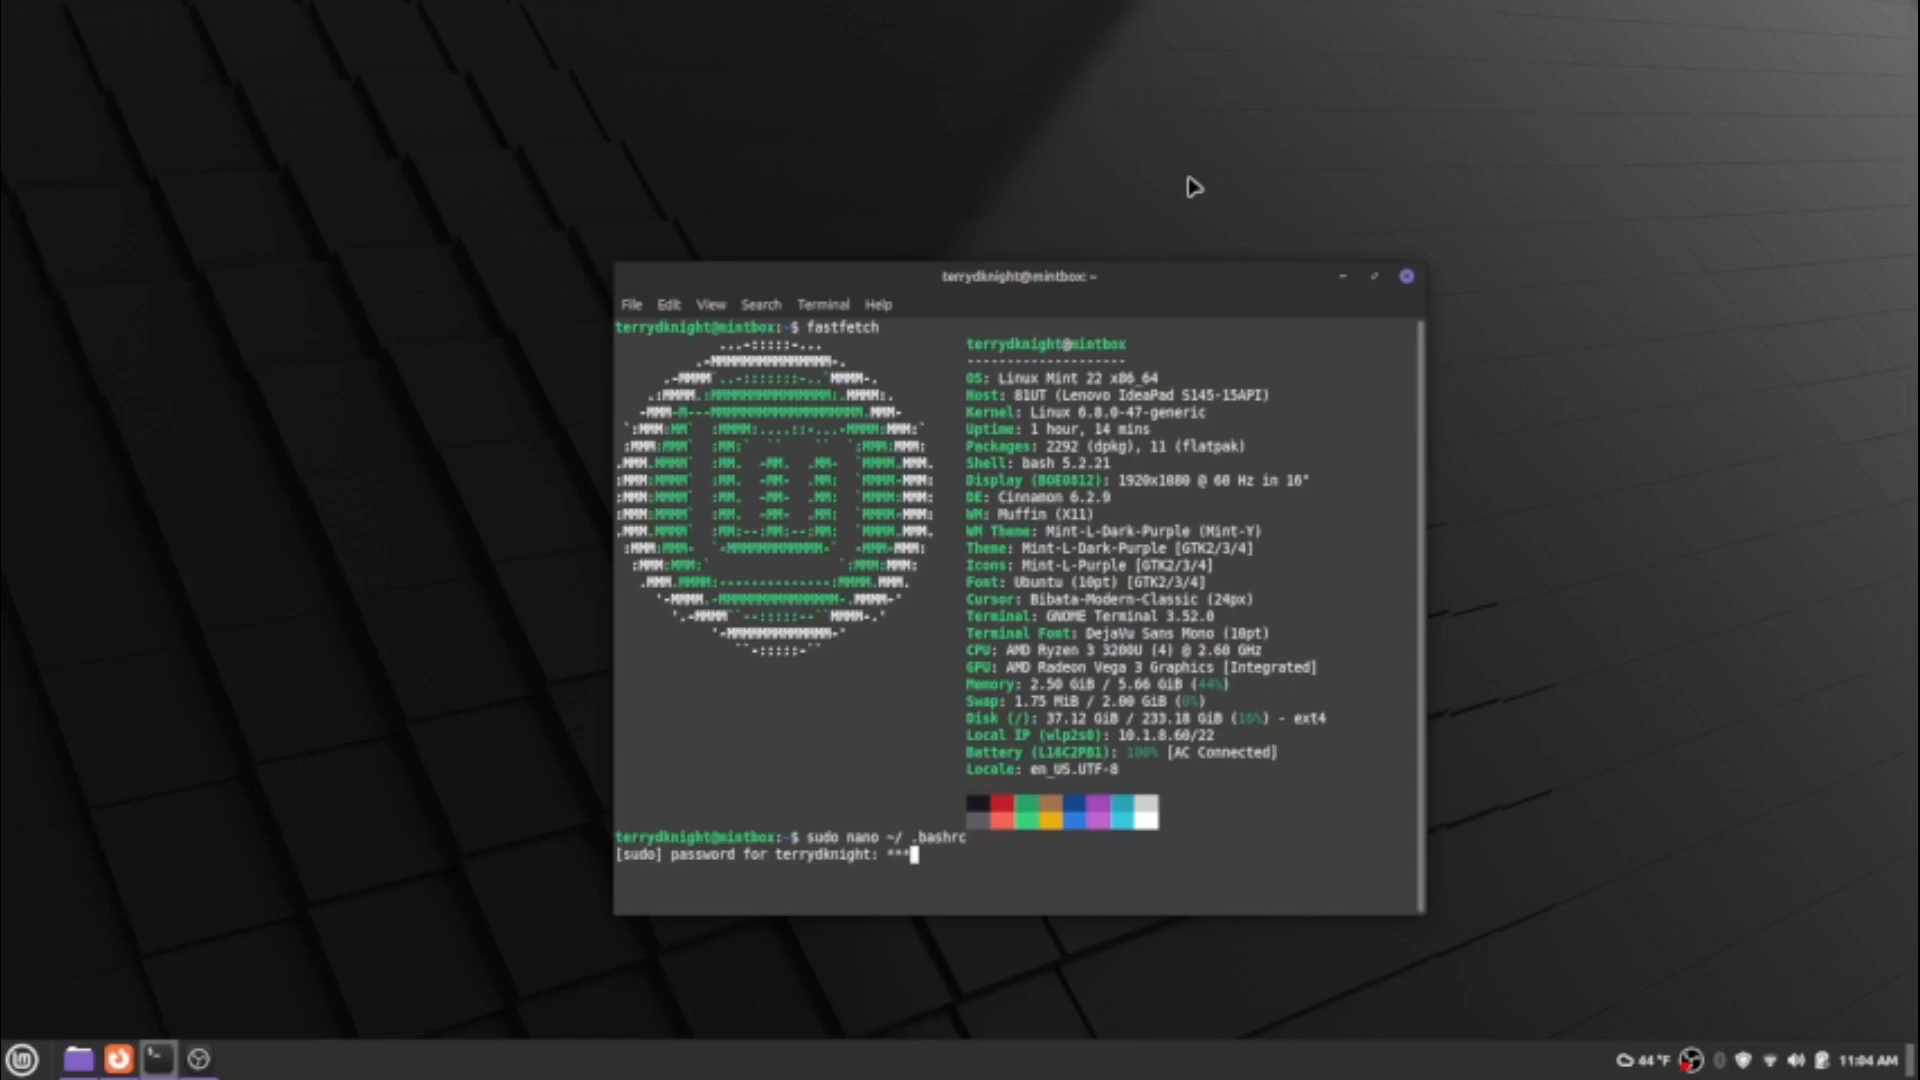 terrydknight@mintbox: ~
File Edit View Search Terminal Help
terrydknight@mintbox:~$ fastfetch
terrydknight@mintbox
--------------------
OS: Linux Mint 22 x86_64
Host: 81UT (Lenovo IdeaPad S145-15API)
Kernel: Linux 6.8.0-47-generic
Uptime: 1 hour, 14 mins
Packages: 2292 (dpkg), 11 (flatpak)
Shell: bash 5.2.21
Display (BOE0812): 1920x1080 @ 60 Hz in 16"
DE: Cinnamon 6.2.9
WM: Muffin (X11)
WM Theme: Mint-L-Dark-Purple (Mint-Y)
Theme: Mint-L-Dark-Purple [GTK2/3/4]
Icons: Mint-L-Purple [GTK2/3/4]
Font: Ubuntu (10pt) [GTK2/3/4]
Cursor: Bibata-Modern-Classic (24px)
Terminal: GNOME Terminal 3.52.0
Terminal Font: DejaVu Sans Mono (10pt)
CPU: AMD Ryzen 3 3200U (4) @ 2.60 GHz
GPU: AMD Radeon Vega 3 Graphics [Integrated]
Memory: 2.50 GiB / 5.66 GiB (44%)
Swap: 1.75 MiB / 2.00 GiB (0%)
Disk (/): 37.12 GiB / 233.18 GiB (16%) - ext4
Local IP (wlp2s0): 10.1.8.60/22
Battery (L16C2PB1): 100% [AC Connected]
Locale: en_US.UTF-8
terrydknight@mintbox:~$ sudo nano ~/ .bashrc
[sudo] password for terrydknight: ***
44 °F
11:04 AM